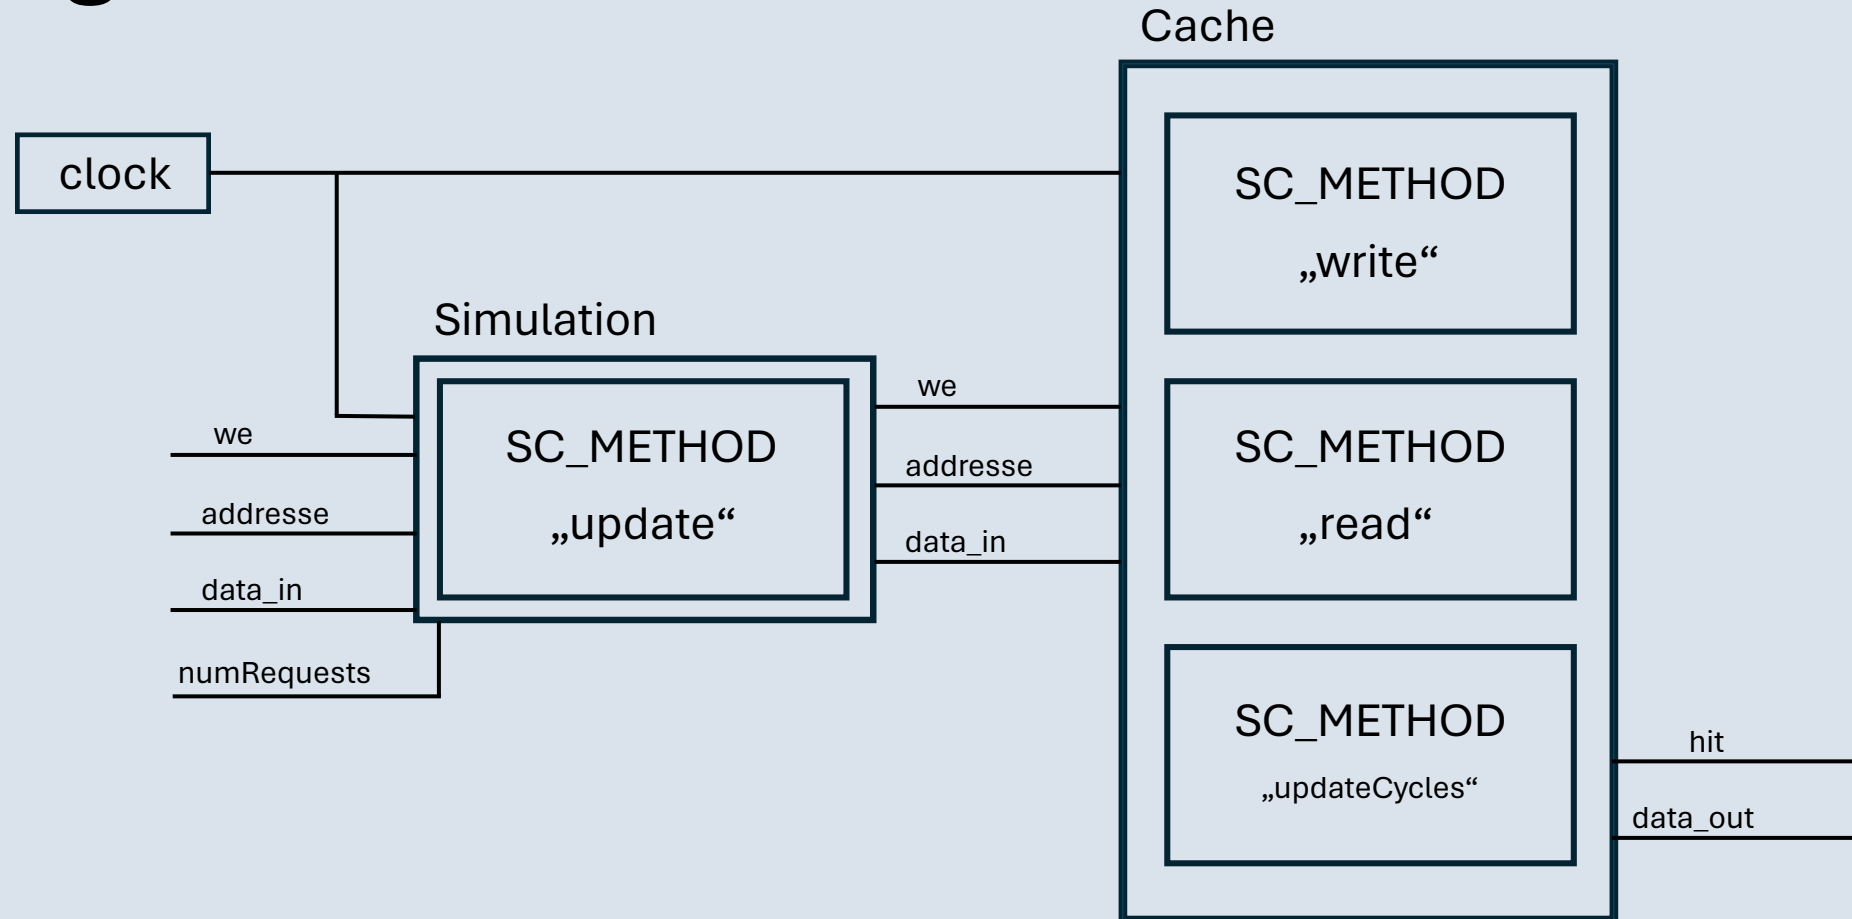 Cache
clock
SC_METHOD
„write“
Simulation
we
addresse
data_in
numRequests
SC_METHOD
„update“
we
addresse
data_in
SC_METHOD
„read“
SC_METHOD
„updateCycles“
hit
data_out